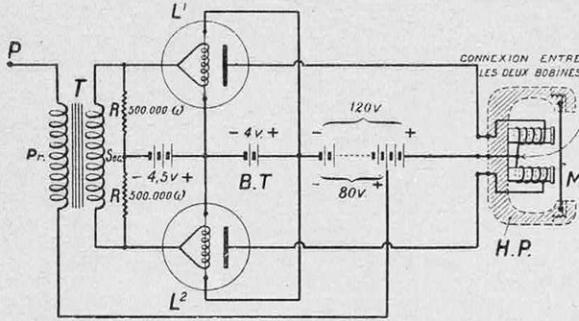 L¹
P
T
CONNEXION ENTRE
LES DEUX BOBINES
R 500.000 ω
120v.
- 4v. +
- +
Pr.
Sec.
- 4,5v +
B.T
- +
80v.
M
R 500.000 ω
H.P.
L²